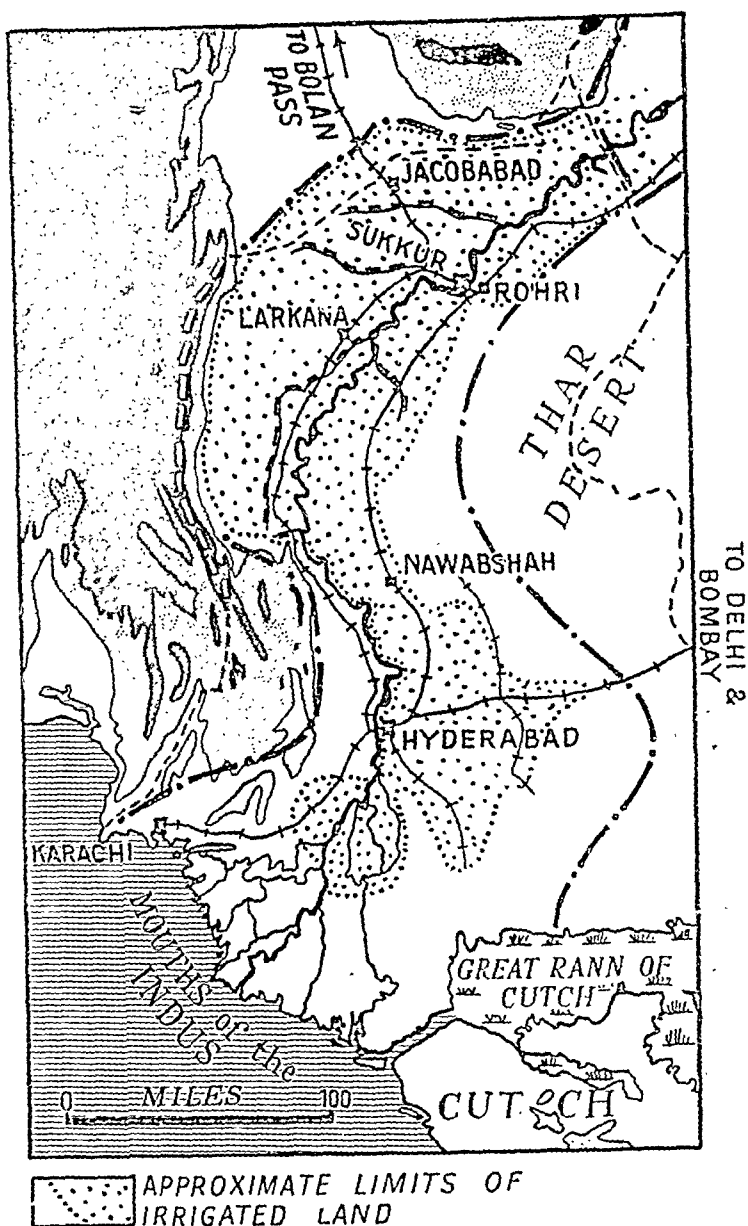 TO BOLAN
PASS
JACOBABAD
SUKKUR
ROHRI
LARKANA
THAR
DESERT
NAWABSHAH
TO DELHI &
BOMBAY
HYDERABAD
KARACHI
MOUTHS of the
INDUS
GREAT RANN OF
CUTCH
MILES
0 100
CUTCH
APPROXIMATE LIMITS OF
IRRIGATED LAND